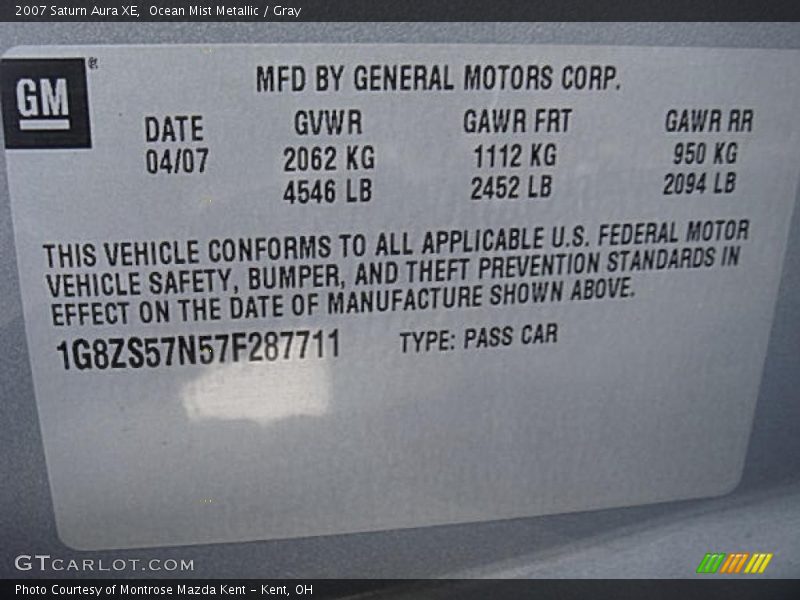 2007 Saturn Aura XE, Ocean Mist Metallic / Gray
GM®
MFD BY GENERAL MOTORS CORP.
DATE GVWR GAWR FRT GAWR RR
04/07 2062 KG 1112 KG 950 KG
4546 LB 2452 LB 2094 LB
THIS VEHICLE CONFORMS TO ALL APPLICABLE U.S. FEDERAL MOTOR
VEHICLE SAFETY, BUMPER, AND THEFT PREVENTION STANDARDS IN
EFFECT ON THE DATE OF MANUFACTURE SHOWN ABOVE.
1G8ZS57N57F287711 TYPE: PASS CAR
GTCARLOT.COM
Photo Courtesy of Montrose Mazda Kent - Kent, OH